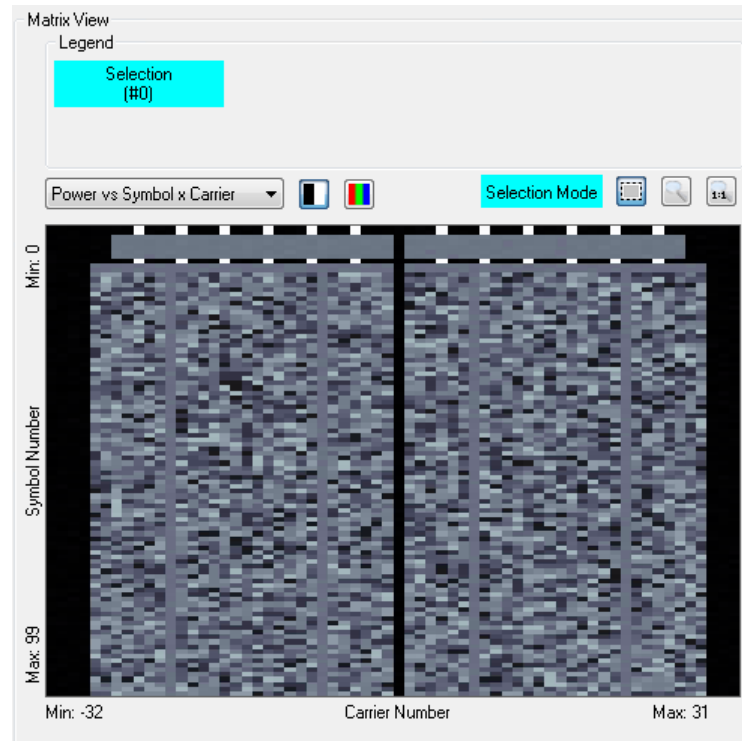 Matrix View
Legend
Selection
(#0)
Power vs Symbol x Carrier
Selection Mode
1:1
Min: 0
Symbol Number
Max: 99
Min: -32
Carrier Number
Max: 31